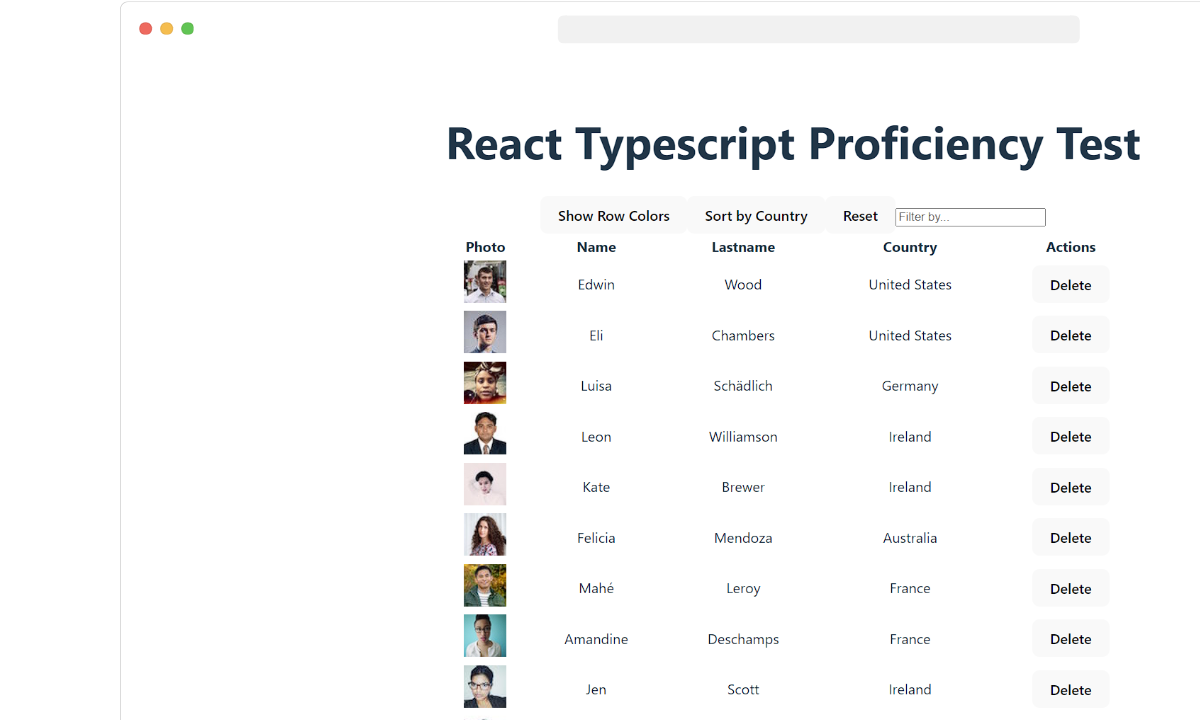 React Typescript Proficiency Test
Show Row Colors Sort by Country Reset Filter by...
Photo Name Lastname Country Actions
Edwin Wood United States Delete
Eli Chambers United States Delete
Luisa Schädlich Germany Delete
Leon Williamson Ireland Delete
Kate Brewer Ireland Delete
Felicia Mendoza Australia Delete
Mahé Leroy France Delete
Amandine Deschamps France Delete
Jen Scott Ireland Delete